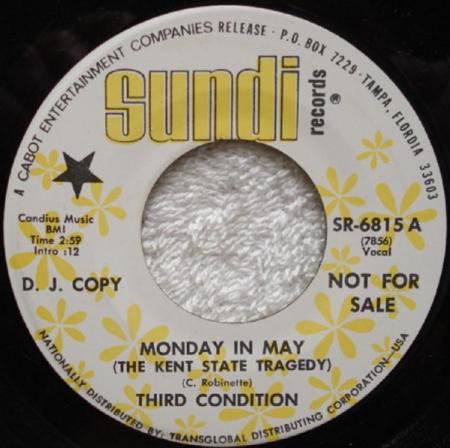 A CABOT ENTERTAINMENT COMPANIES RELEASE - P.O. BOX 7229 - TAMPA, FLORDIA 33603
sundi
records ®
Candius Music
BMI
Time 2:59
Intro :12
SR-6815 A
(7856)
Vocal
D. J. COPY
NOT FOR
SALE
MONDAY IN MAY
(THE KENT STATE TRAGEDY)
(C. Robinette)
THIRD CONDITION
NATIONALLY DISTRIBUTED BY: TRANSGLOBAL DISTRIBUTING CORPORATION-USA